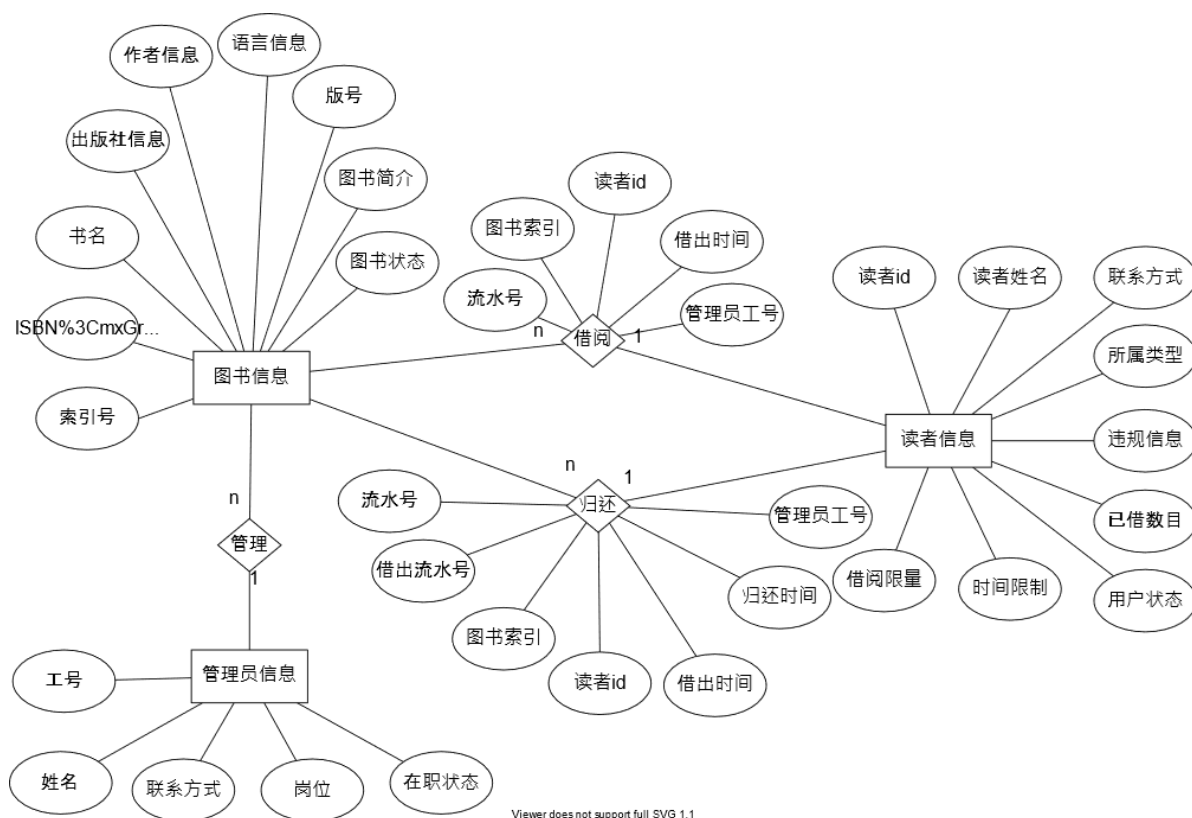 语言信息
作者信息
版号
出版社信息
图书简介
书名
图书状态
ISBN%3CmxGr...
图书信息
索引号
读者id
图书索引
借出时间
流水号
管理员工号
n
借阅
1
读者id
读者姓名
联系方式
所属类型
读者信息
违规信息
已借数目
借阅限量
时间限制
用户状态
n
1
归还
流水号
管理员工号
借出流水号
归还时间
图书索引
读者id
借出时间
n
管理
1
管理员信息
工号
姓名
联系方式
岗位
在职状态
Viewer does not support full SVG 1.1